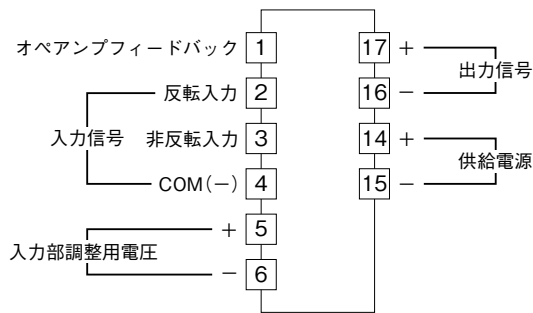 オペアンプフィードバック 1
反転入力 2
入力信号
非反転入力 3
COM(−) 4
+ 5
入力部調整用電圧
− 6
17 +
出力信号
16 −
14 +
供給電源
15 −